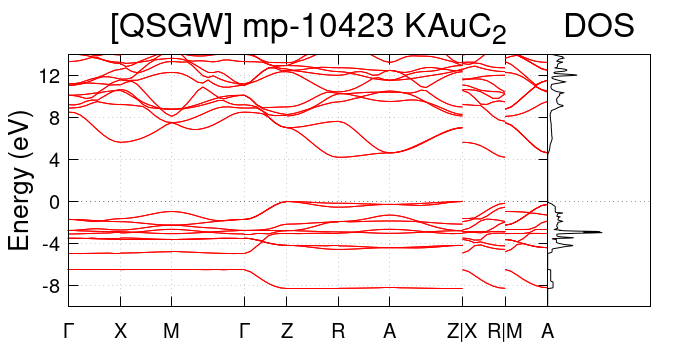 [QSGW] mp-10423 KAuC₂ DOS
Energy (eV)
12
8
4
0
-4
-8
Γ X M Γ Z R A Z|X R|M A